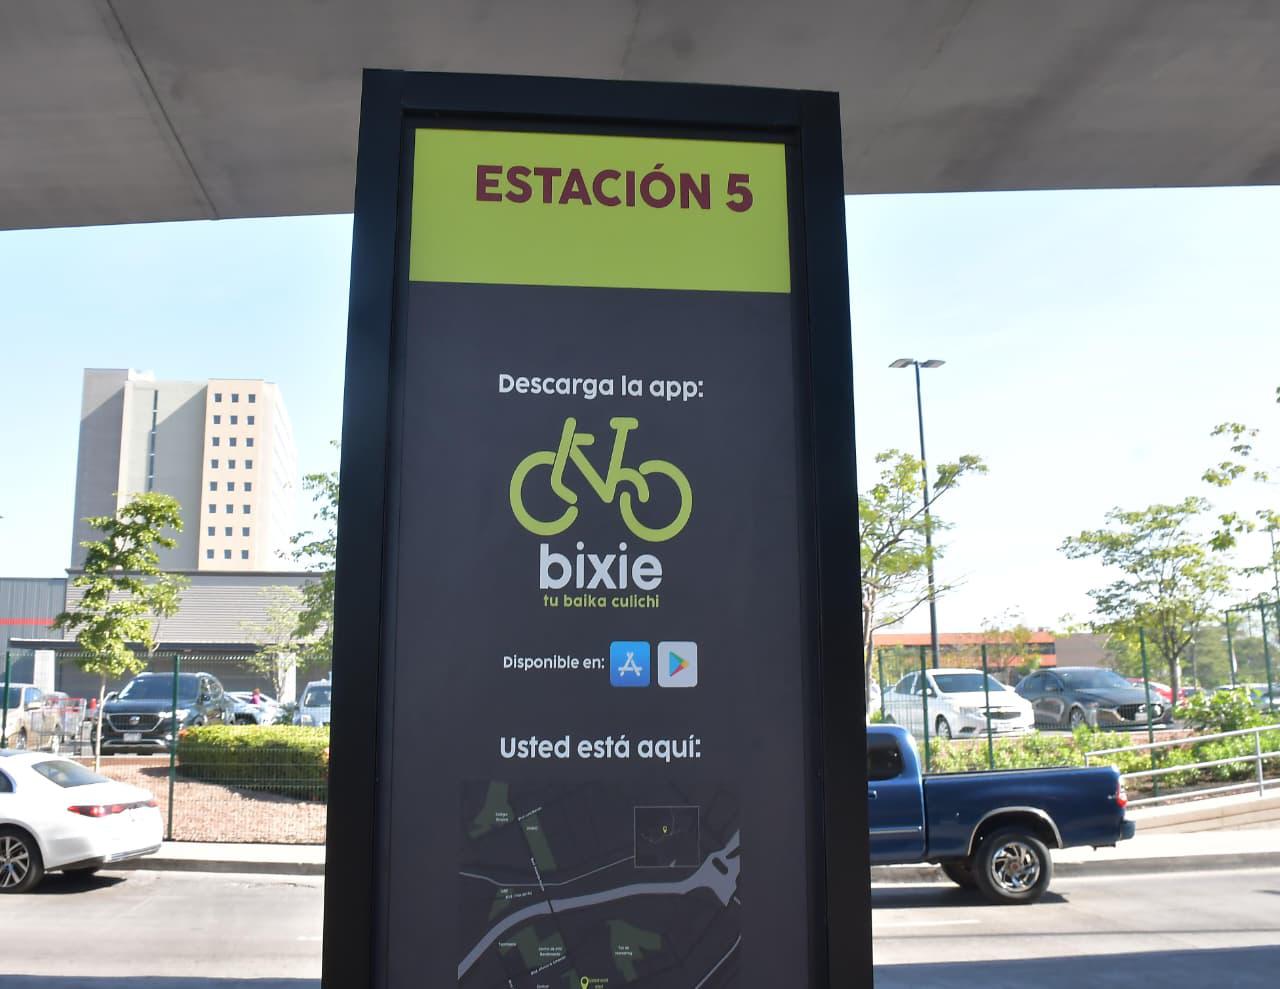 ESTACIÓN 5
Descarga la app:
bixie
tu baika culichi
Disponible en:
Usted está aquí: